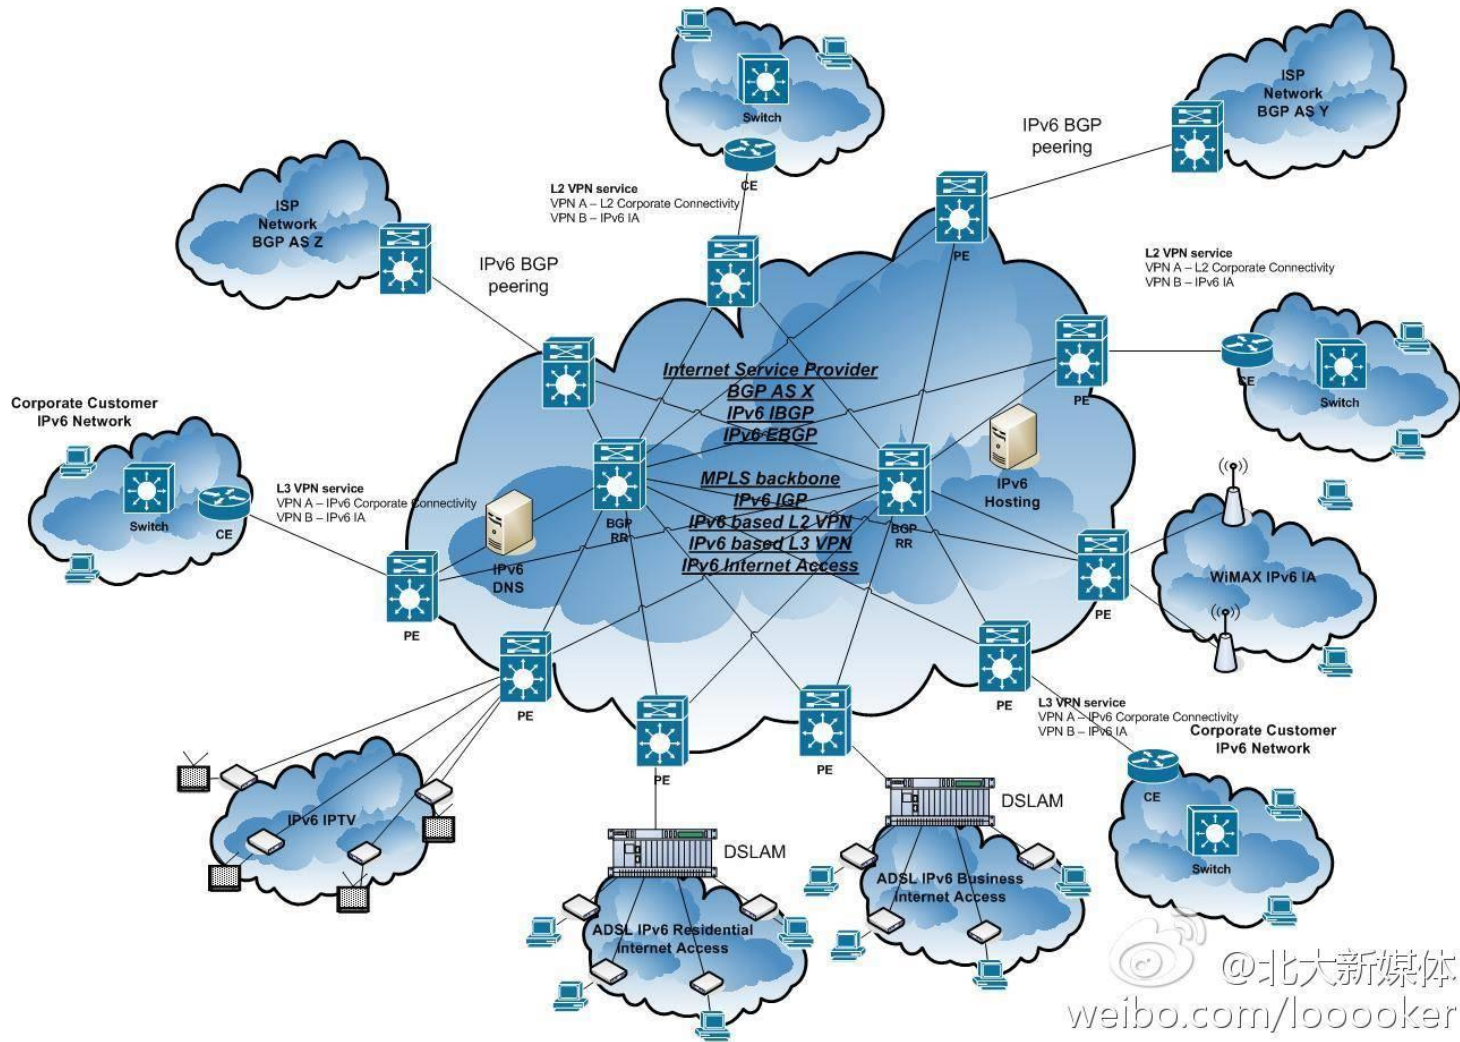 Switch
CE
ISP
Network
BGP AS Y
IPv6 BGP
peering
L2 VPN service
VPN A – L2 Corporate Connectivity
VPN B – IPv6 IA
ISP
Network
BGP AS Z
IPv6 BGP
peering
PE
L2 VPN service
VPN A – L2 Corporate Connectivity
VPN B – IPv6 IA
CE
Switch
PE
Internet Service Provider
BGP AS X
IPv6 IBGP
IPv6 EBGP
MPLS backbone
IPv6 IGP
IPv6 based L2 VPN
IPv6 based L3 VPN
IPv6 Internet Access
Corporate Customer
IPv6 Network
Switch
CE
L3 VPN service
VPN A – IPv6 Corporate Connectivity
VPN B – IPv6 IA
BGP
RR
BGP
RR
IPv6
Hosting
IPv6
DNS
PE
PE
WiMAX IPv6 IA
PE
PE
L3 VPN service
VPN A – IPv6 Corporate Connectivity
VPN B – IPv6 IA
Corporate Customer
IPv6 Network
CE
Switch
PE
PE
IPv6 IPTV
DSLAM
DSLAM
ADSL IPv6 Business
Internet Access
ADSL IPv6 Residential
Internet Access
@北大新媒体
weibo.com/looooker